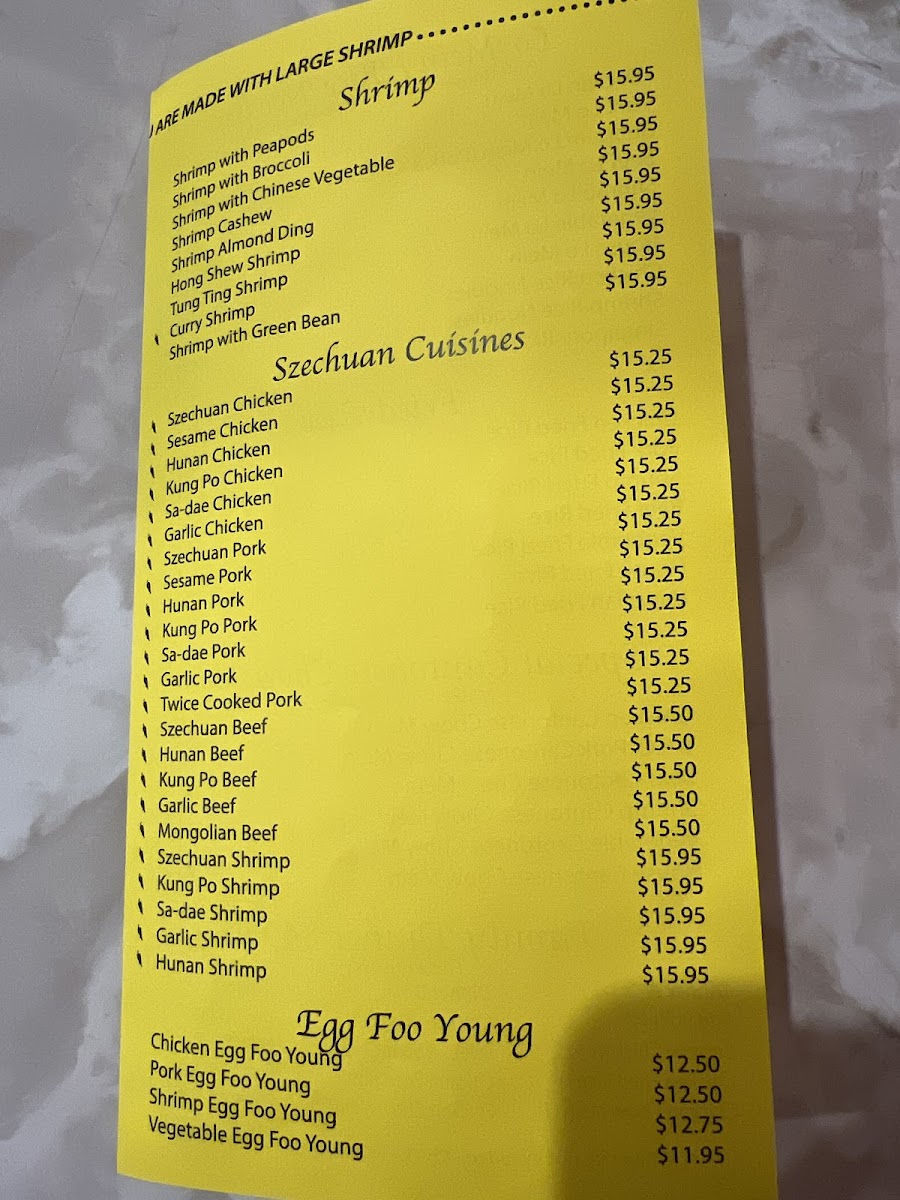 ARE MADE WITH LARGE SHRIMP
Shrimp
Shrimp with Peapods $15.95
Shrimp with Broccoli $15.95
Shrimp with Chinese Vegetable $15.95
Shrimp Cashew $15.95
Shrimp Almond Ding $15.95
Hong Shew Shrimp $15.95
Tung Ting Shrimp $15.95
Curry Shrimp $15.95
Shrimp with Green Bean $15.95
Szechuan Cuisines
Szechuan Chicken $15.25
Sesame Chicken $15.25
Hunan Chicken $15.25
Kung Po Chicken $15.25
Sa-dae Chicken $15.25
Garlic Chicken $15.25
Szechuan Pork $15.25
Sesame Pork $15.25
Hunan Pork $15.25
Kung Po Pork $15.25
Sa-dae Pork $15.25
Garlic Pork $15.25
Twice Cooked Pork $15.25
Szechuan Beef $15.50
Hunan Beef $15.50
Kung Po Beef $15.50
Garlic Beef $15.50
Mongolian Beef $15.50
Szechuan Shrimp $15.95
Kung Po Shrimp $15.95
Sa-dae Shrimp $15.95
Garlic Shrimp $15.95
Hunan Shrimp $15.95
Egg Foo Young
Chicken Egg Foo Young $12.50
Pork Egg Foo Young $12.50
Shrimp Egg Foo Young $12.75
Vegetable Egg Foo Young $11.95